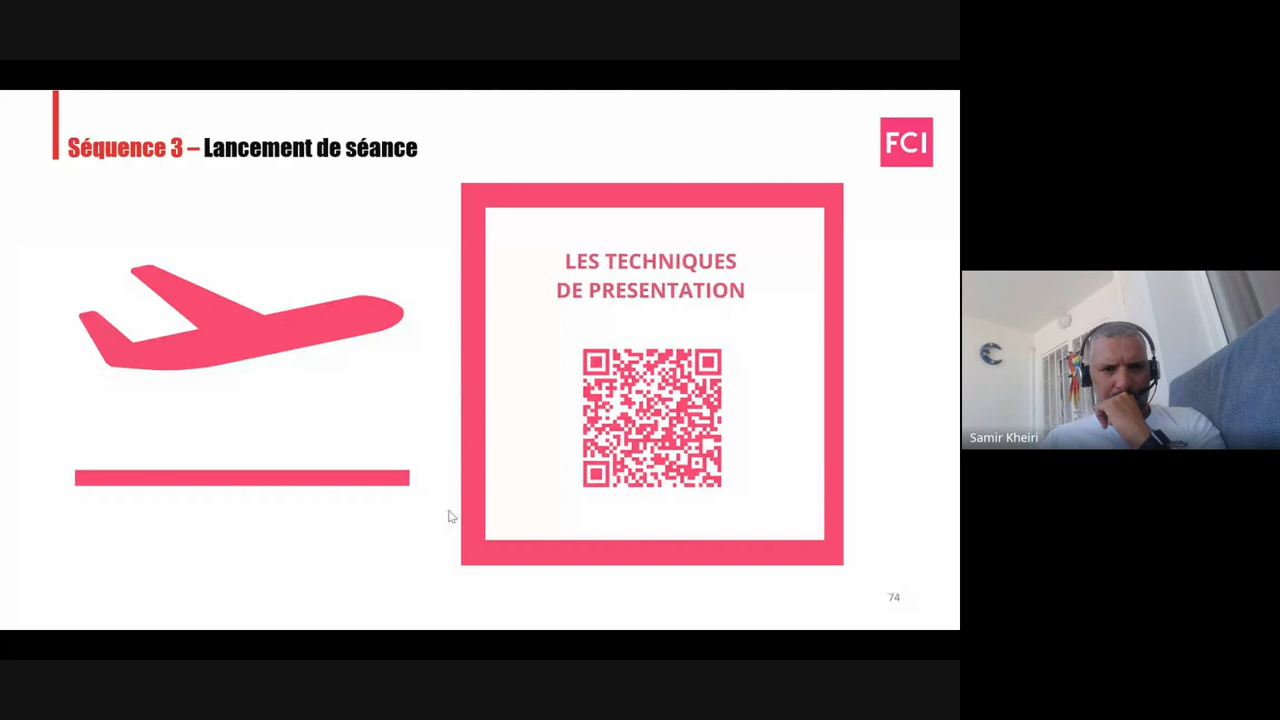 Séquence 3 – Lancement de séance
FCI
LES TECHNIQUES
DE PRESENTATION
74
Samir Kheiri